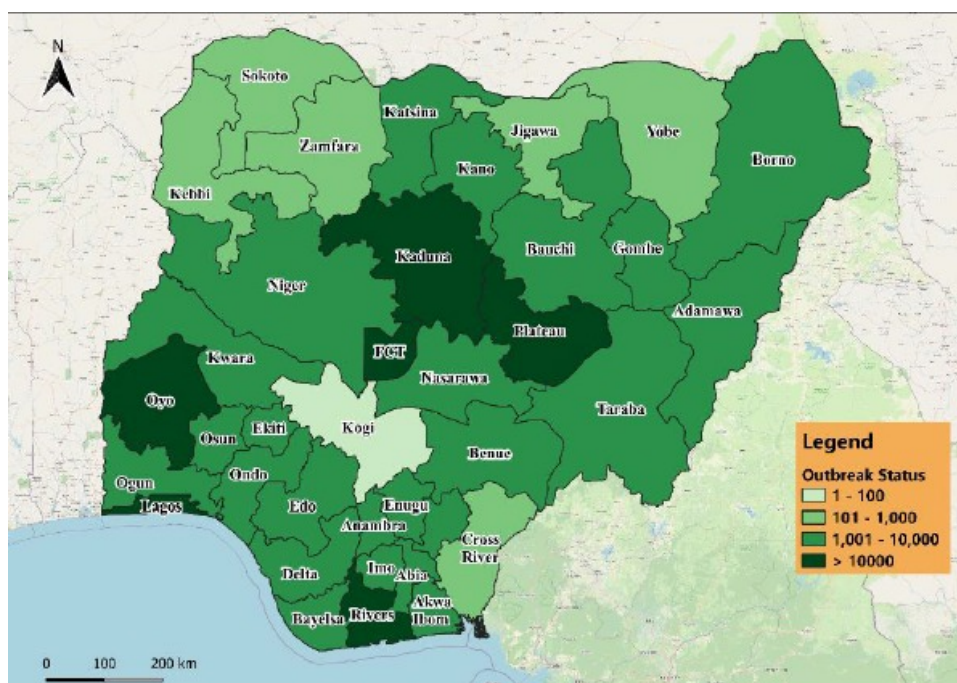 N
Sokoto
Katsina
Zamfara
Jigawa
Yobe
Borno
Kano
Kebbi
Kaduna
Bauchi
Gombe
Niger
Adamawa
Plateau
FCT
Kwara
Nasarawa
Oyo
Taraba
Kogi
Ekiti
Osun
Benue
Ondo
Ogun
Lagos
Edo
Enugu
Anambra
Cross
River
Imo
Abia
Delta
Akwa
Ibom
Bayelsa
Rivers
Legend
Outbreak Status
1 - 100
101 - 1,000
1,001 - 10,000
> 10000
0 100 200 km